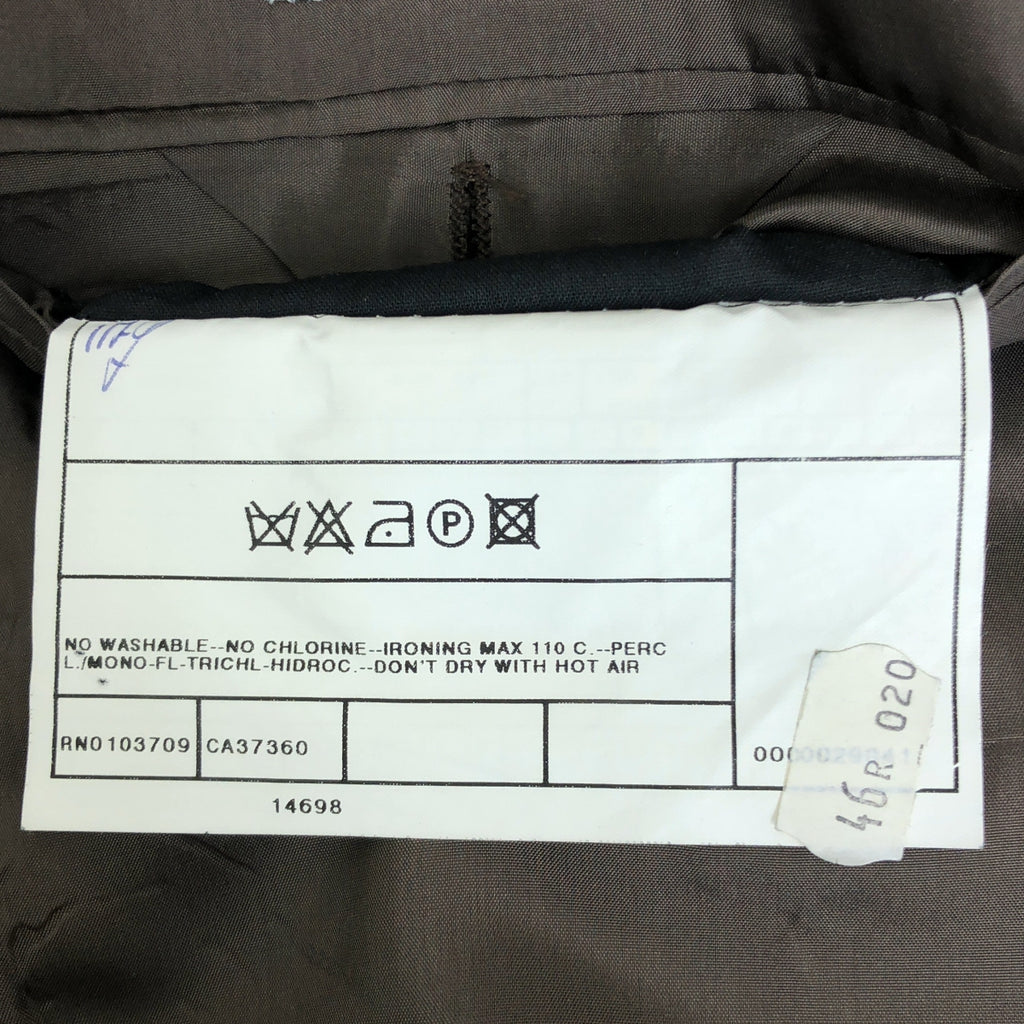 NO WASHABLE--NO CHLORINE--IRONING MAX 110 C.--PERC
L./MONO-FL-TRICHL-HIDROC.--DON'T DRY WITH HOT AIR
P
RN0103709
CA37360
14698
46R 020